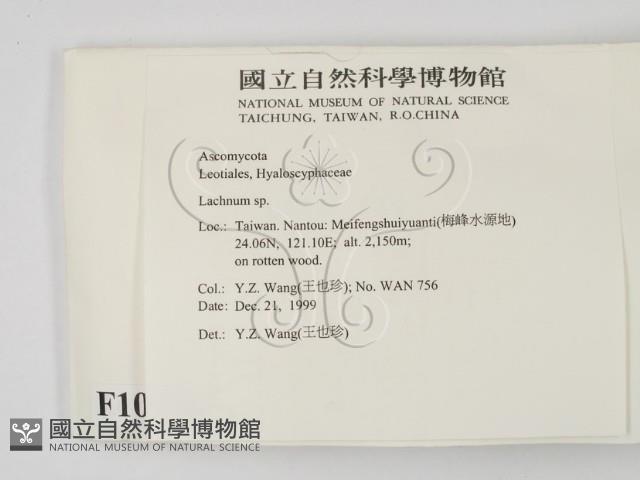 國立自然科學博物館
NATIONAL MUSEUM OF NATURAL SCIENCE
TAICHUNG, TAIWAN, R.O.CHINA
Ascomycota
Leotiales, Hyaloscyphaceae
Lachnum sp.
Loc.: Taiwan. Nantou: Meifengshuiyuanti(梅峰水源地)
24.06N, 121.10E; alt. 2,150m;
on rotten wood.
Col.: Y.Z. Wang(王也珍); No. WAN 756
Date: Dec. 21, 1999
Det.: Y.Z. Wang(王也珍)
F10
國立自然科學博物館
NATIONAL MUSEUM OF NATURAL SCIENCE